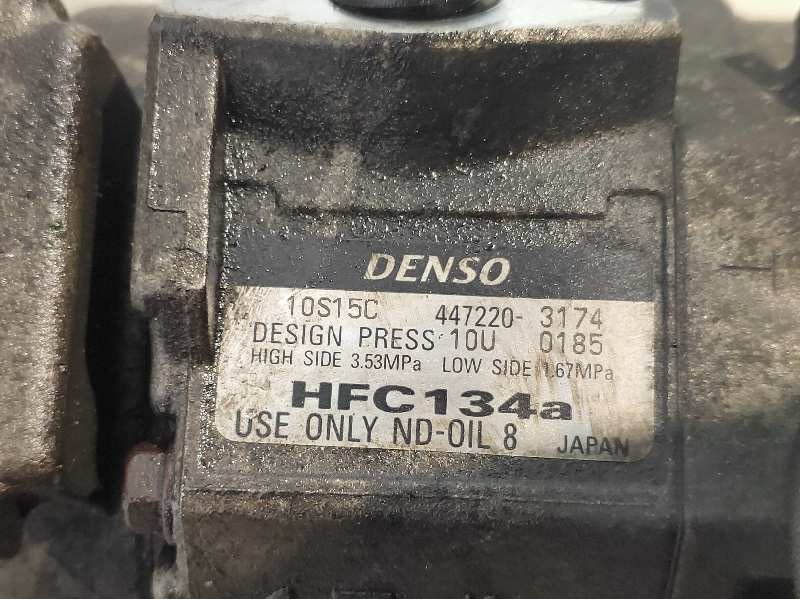 DENSO
10S15C 447220- 3174
DESIGN PRESS 10U 0185
HIGH SIDE 3.53MPa LOW SIDE 1.67MPa
HFC134a
USE ONLY ND-OIL 8 JAPAN